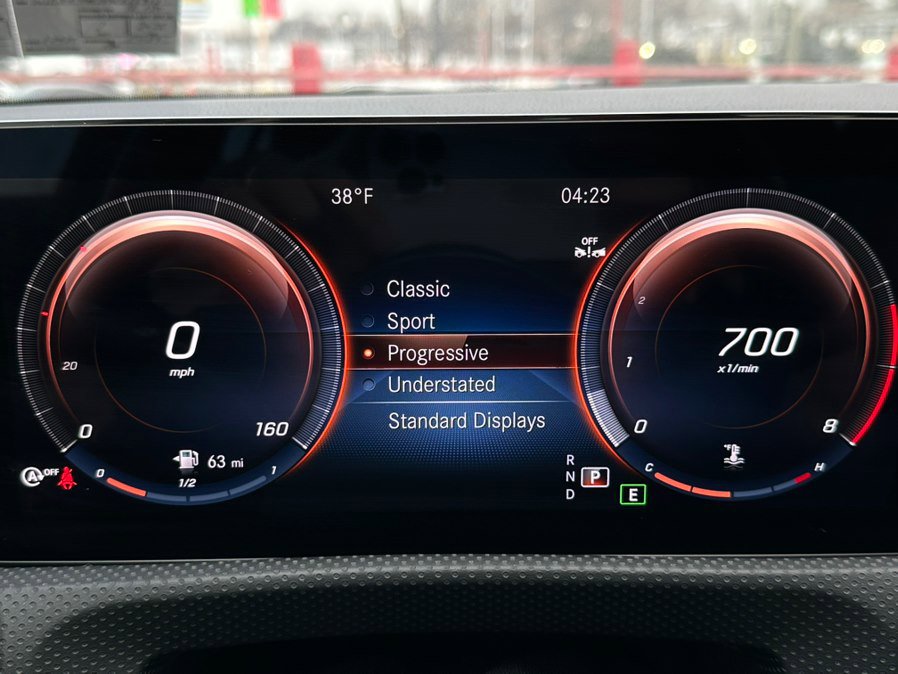 38°F
04:23
OFF
Classic
Sport
Progressive
Understated
Standard Displays
20
0
mph
0
160
63 mi
0
1/2
1
A OFF
2
1
700
x1/min
0
8
°F
C
H
R
N P
D
E